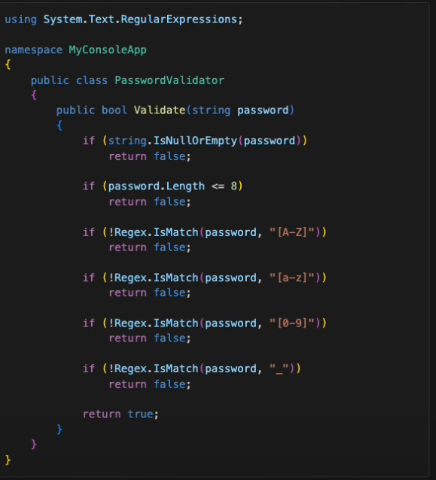 using System.Text.RegularExpressions;
namespace MyConsoleApp
{
public class PasswordValidator
{
public bool Validate(string password)
{
if (string.IsNullOrEmpty(password))
return false;
if (password.Length <= 8)
return false;
if (!Regex.IsMatch(password, "[A-Z]"))
return false;
if (!Regex.IsMatch(password, "[a-z]"))
return false;
if (!Regex.IsMatch(password, "[0-9]"))
return false;
if (!Regex.IsMatch(password, "_"))
return false;
return true;
}
}
}